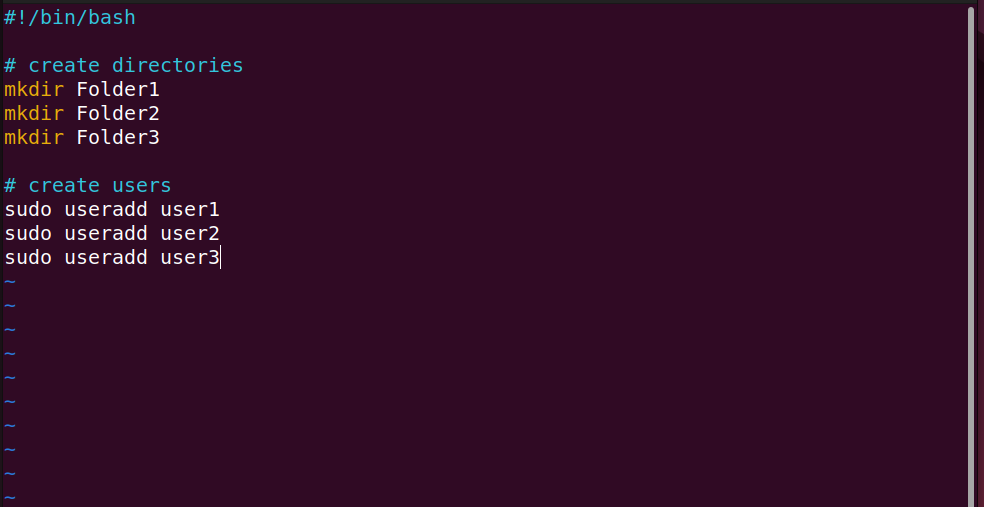 #!/bin/bash

# create directories
mkdir Folder1
mkdir Folder2
mkdir Folder3

# create users
sudo useradd user1
sudo useradd user2
sudo useradd user3
~
~
~
~
~
~
~
~
~
~